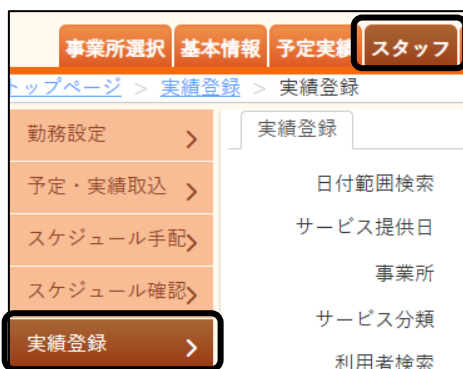 事業所選択 基本情報 予定実績 スタッフ
トップページ > 実績登録 > 実績登録
勤務設定
実績登録
予定・実績取込
日付範囲検索
スケジュール手配
サービス提供日
スケジュール確認
事業所
サービス分類
実績登録
利用者検索